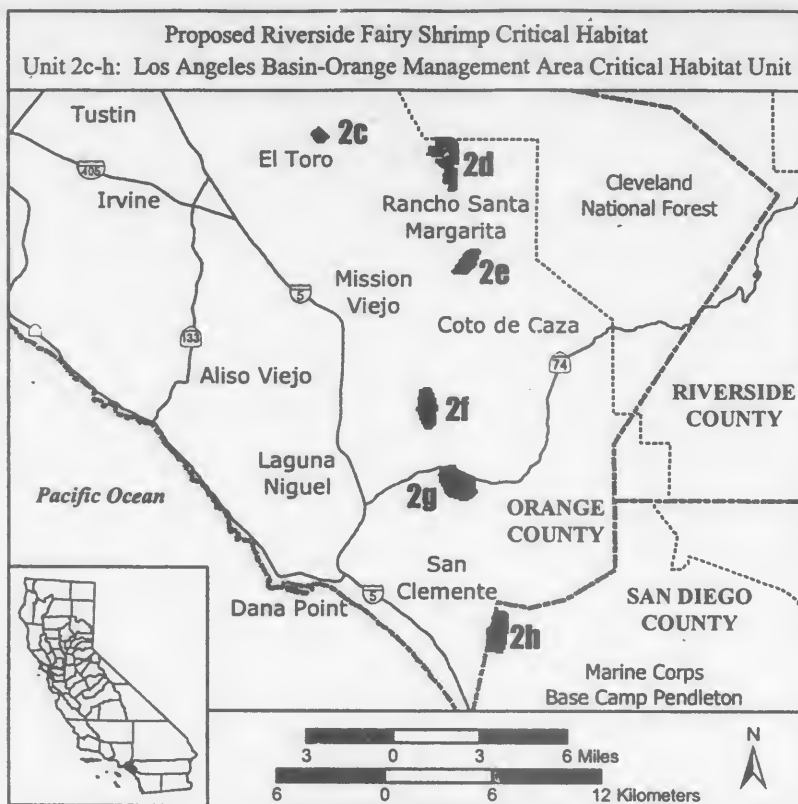 Proposed Riverside Fairy Shrimp Critical Habitat
Unit 2c-h: Los Angeles Basin-Orange Management Area Critical Habitat Unit
Tustin
2c
El Toro
2d
405
Irvine
Cleveland
National Forest
Rancho Santa
Margarita
2e
Mission
Viejo
5
Coto de Caza
133
74
Aliso Viejo
RIVERSIDE
COUNTY
2f
Laguna
Niguel
Pacific Ocean
2g
ORANGE
COUNTY
San
Clemente
SAN DIEGO
COUNTY
Dana Point
5
2h
Marine Corps
Base Camp Pendleton
3 0 3 6 Miles
6 0 6 12 Kilometers
N